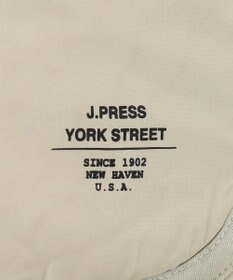 J.PRESS
YORK STREET
SINCE 1902
NEW HAVEN
U.S.A.